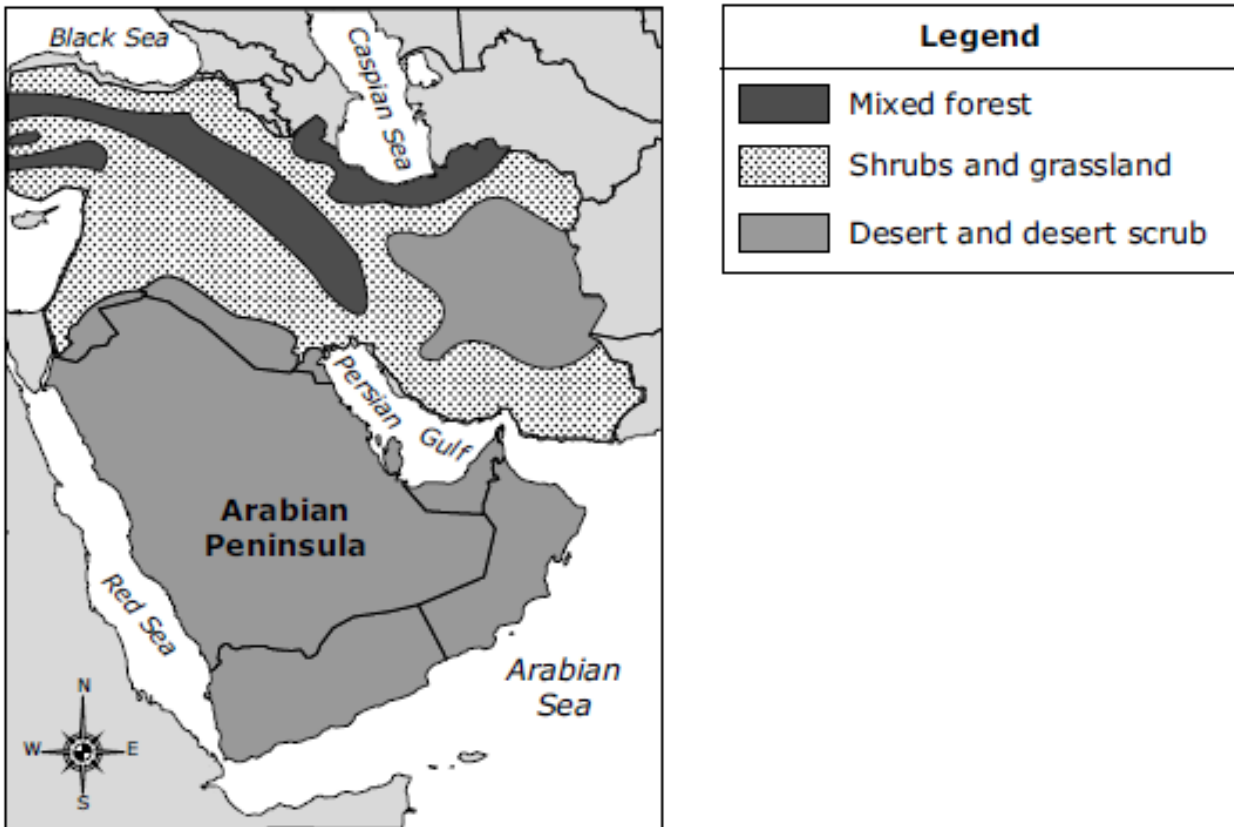 Black Sea
Caspian Sea
Persian
Gulf
Arabian
Peninsula
Red Sea
Arabian
Sea
N
W
E
S
Legend
Mixed forest
Shrubs and grassland
Desert and desert scrub